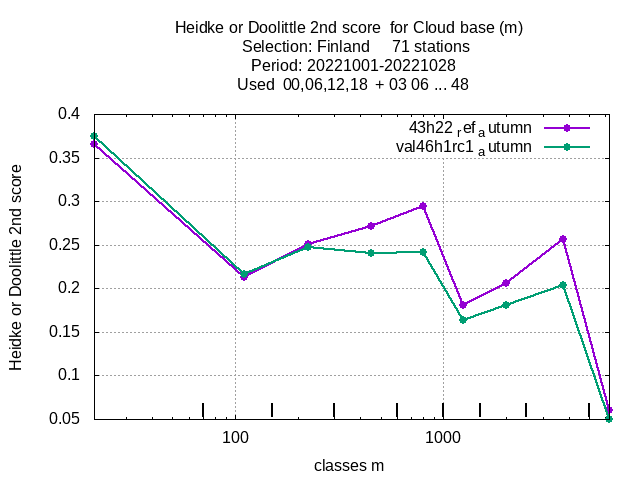 Heidke or Doolittle 2nd score for Cloud base (m)
Selection: Finland 71 stations
Period: 20221001-20221028
Used 00,06,12,18 + 03 06 ... 48
43h22 ref a utumn
val46h1rc1 a utumn
Heidke or Doolittle 2nd score
0.4
0.35
0.3
0.25
0.2
0.15
0.1
0.05
100 1000
classes m